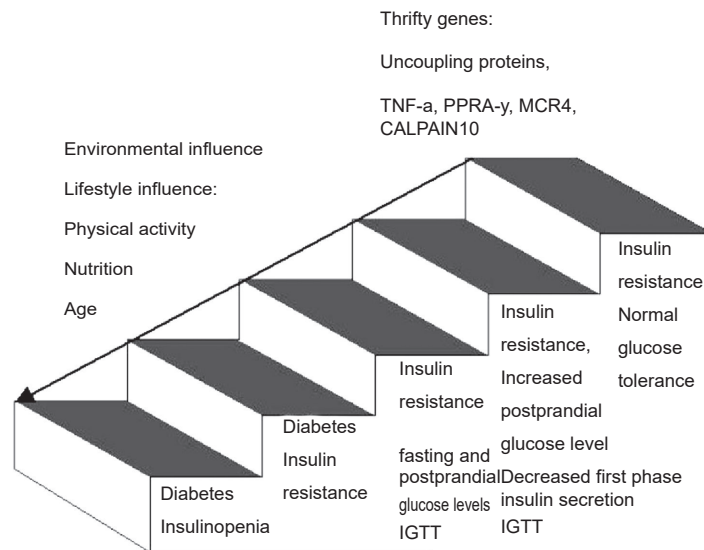 Thrifty genes:
Uncoupling proteins,
TNF-a, PPRA-y, MCR4,
CALPAIN10
Environmental influence
Lifestyle influence:
Physical activity
Nutrition
Age
Insulin
resistance
Normal
glucose
tolerance
Insulin
resistance,
Increased
postprandial
glucose level
Decreased first phase
insulin secretion
IGTT
Insulin
resistance
fasting and
postprandial
glucose levels
IGTT
Diabetes
Insulin
resistance
Diabetes
Insulinopenia